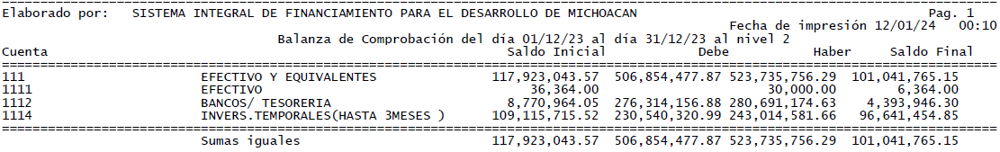 Elaborado por:   SISTEMA INTEGRAL DE FINANCIAMIENTO PARA EL DESARROLLO DE MICHOACAN   Pag. 1
Fecha de impresión 12/01/24   00:10
Balanza de Comprobación del día 01/12/23 al día 31/12/23 al nivel 2
Cuenta   Saldo Inicial   Debe   Haber   Saldo Final
111   EFECTIVO Y EQUIVALENTES   117,923,043.57   506,854,477.87   523,735,756.29   101,041,765.15
1111   EFECTIVO   36,364.00   30,000.00   6,364.00
1112   BANCOS/ TESORERIA   8,770,964.05   276,314,156.88   280,691,174.63   4,393,946.30
1114   INVERS.TEMPORALES(HASTA 3MESES )   109,115,715.52   230,540,320.99   243,014,581.66   96,641,454.85
Sumas iguales   117,923,043.57   506,854,477.87   523,735,756.29   101,041,765.15